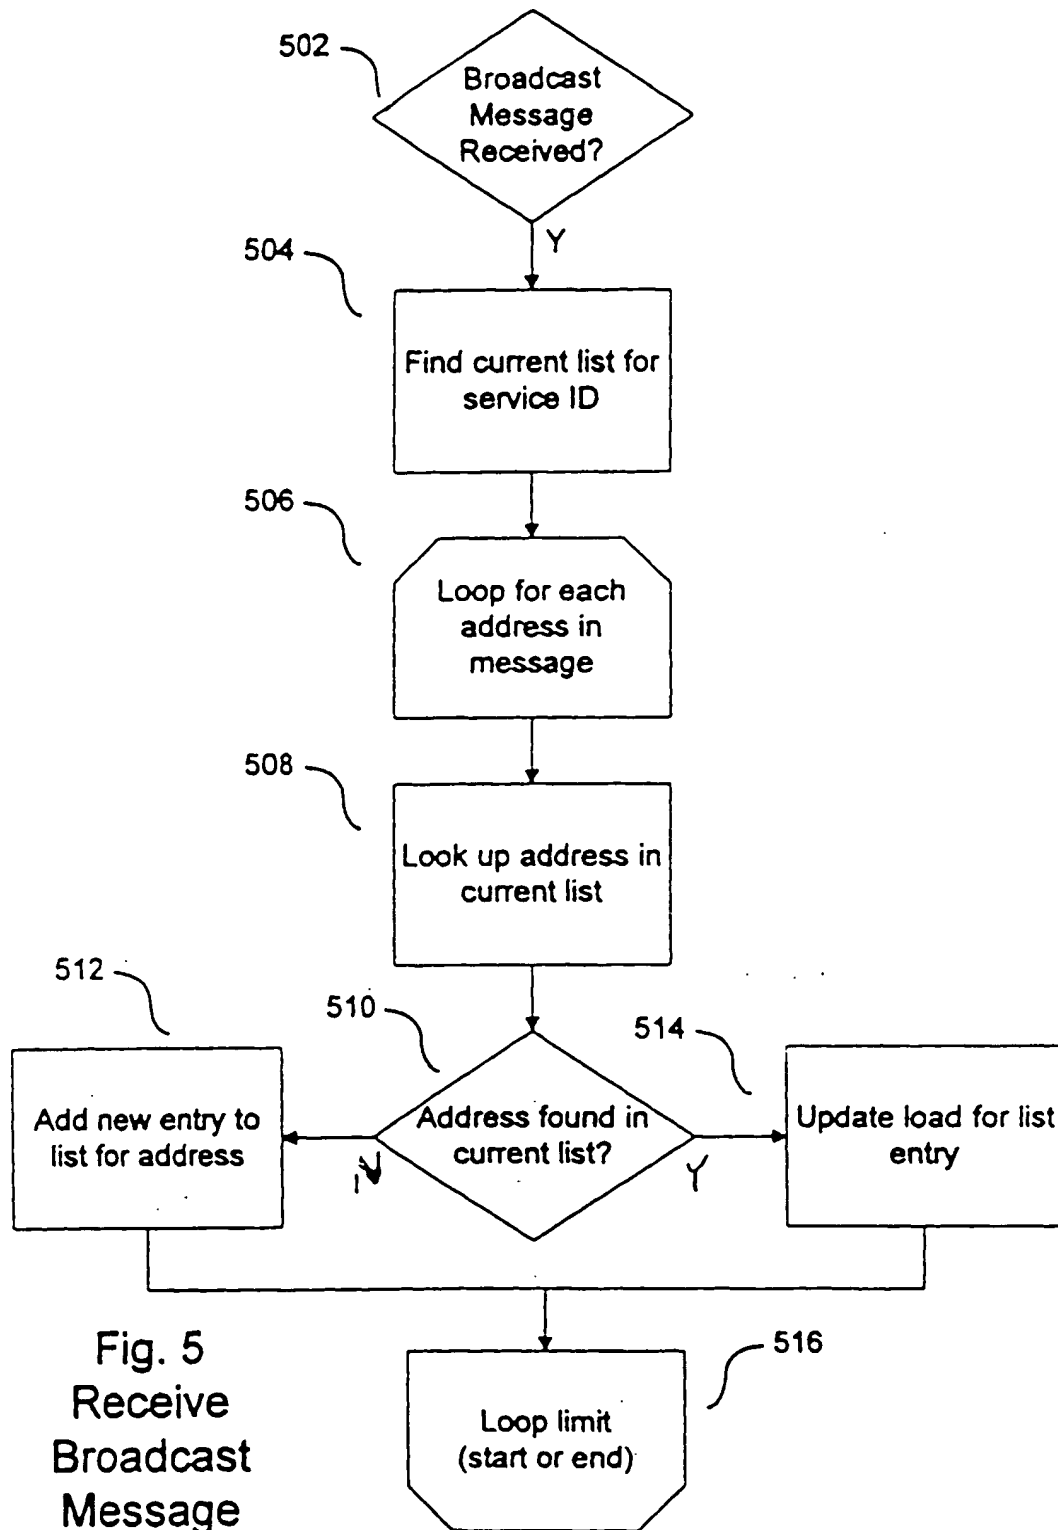 502
Broadcast
Message
Received?
Y
504
Find current list for
service ID
506
Loop for each
address in
message
508
Look up address in
current list
512
510
514
Add new entry to
list for address
Address found in
current list?
Update load for list
entry
N
Y
516
Loop limit
(start or end)
Fig. 5
Receive
Broadcast
Message